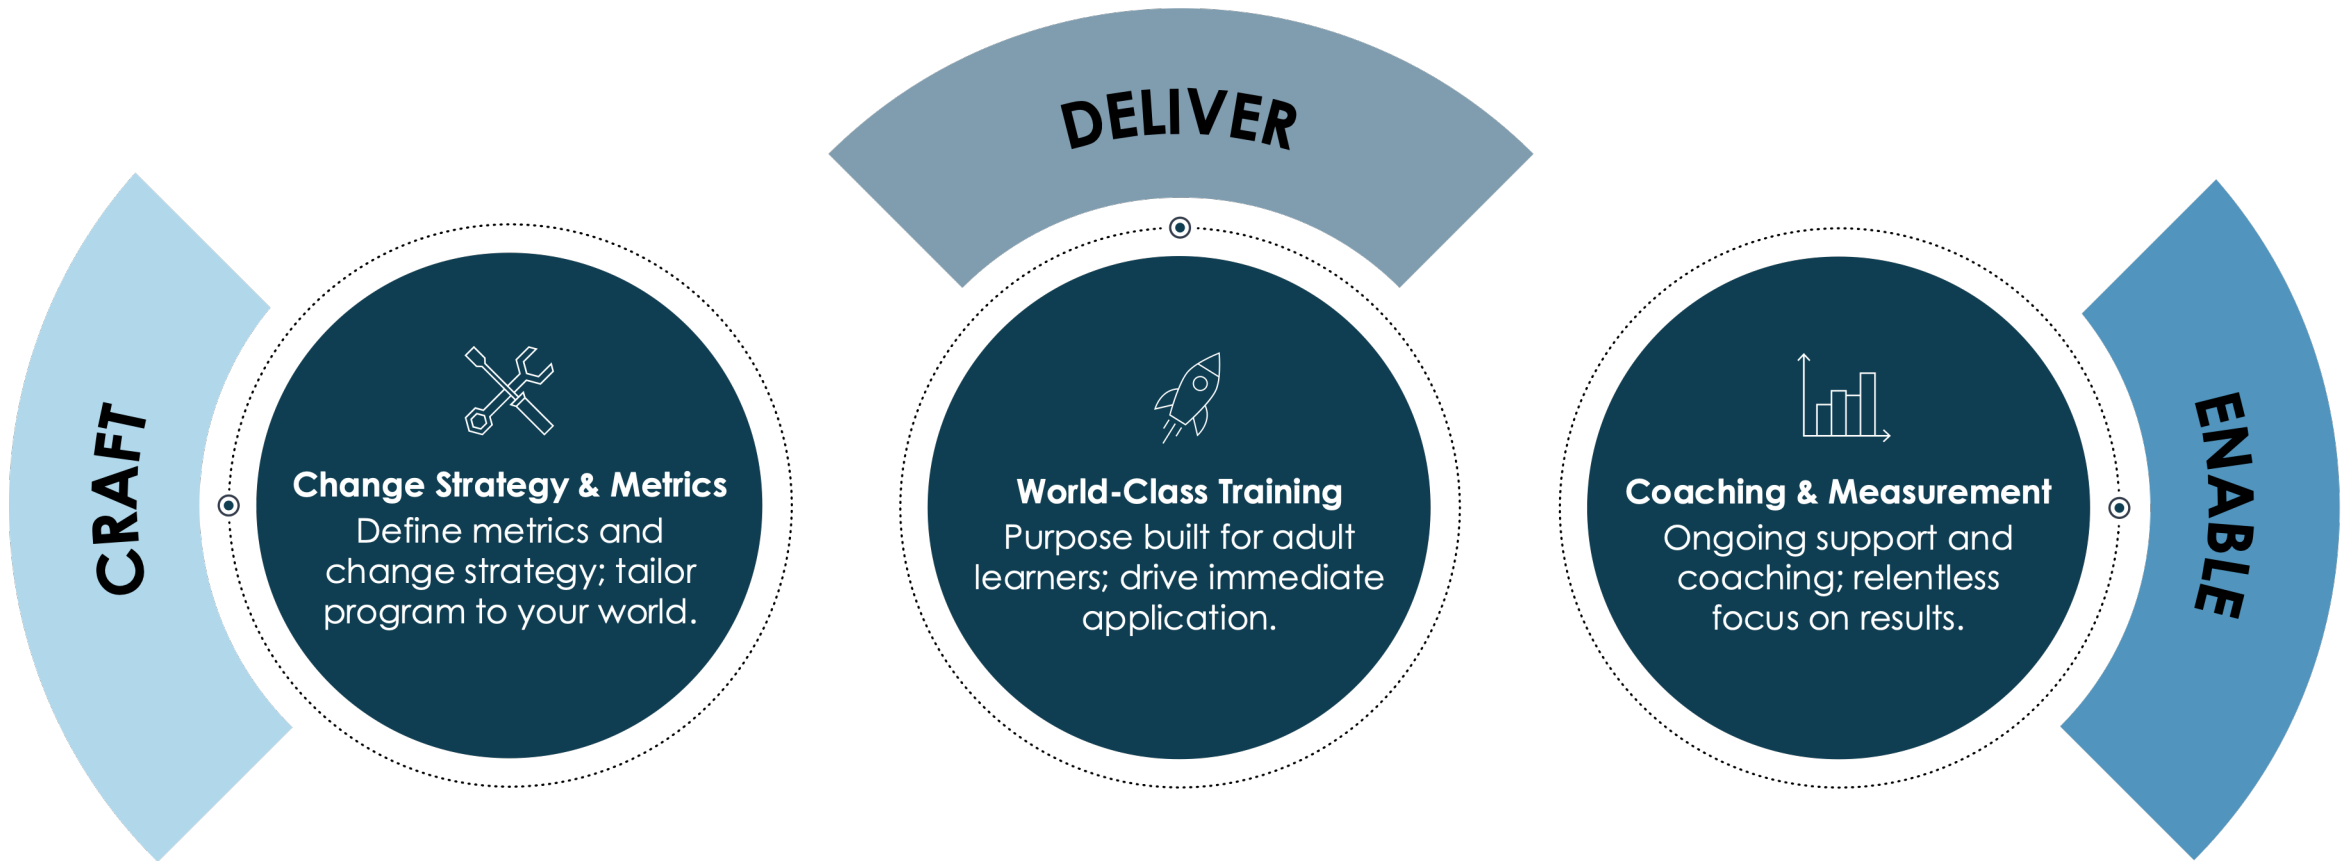 CRAFT
Change Strategy & Metrics
Define metrics and
change strategy; tailor
program to your world.
DELIVER
World-Class Training
Purpose built for adult
learners; drive immediate
application.
ENABLE
Coaching & Measurement
Ongoing support and
coaching; relentless
focus on results.